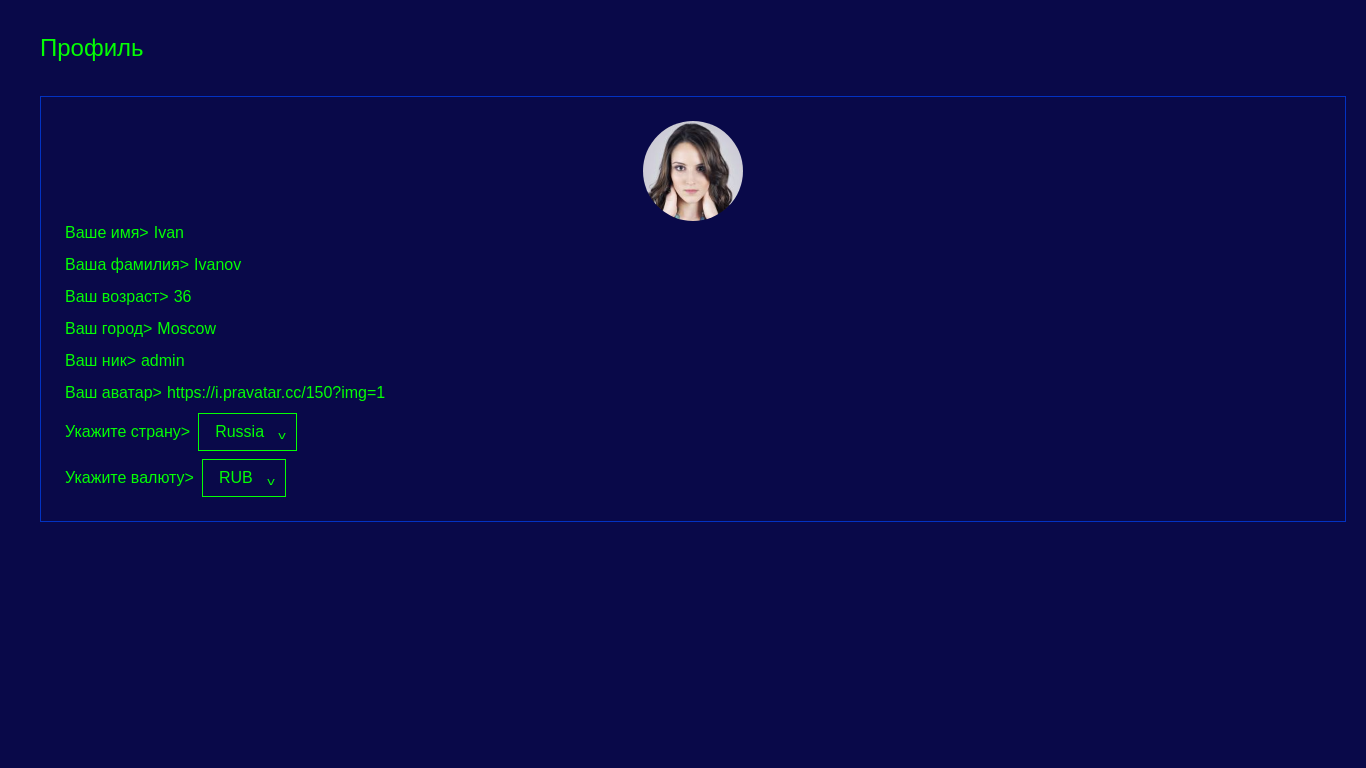 Профиль
Ваше имя> Ivan
Ваша фамилия> Ivanov
Ваш возраст> 36
Ваш город> Moscow
Ваш ник> admin
Ваш аватар> https://i.pravatar.cc/150?img=1
Укажите страну> Russia
Укажите валюту> RUB